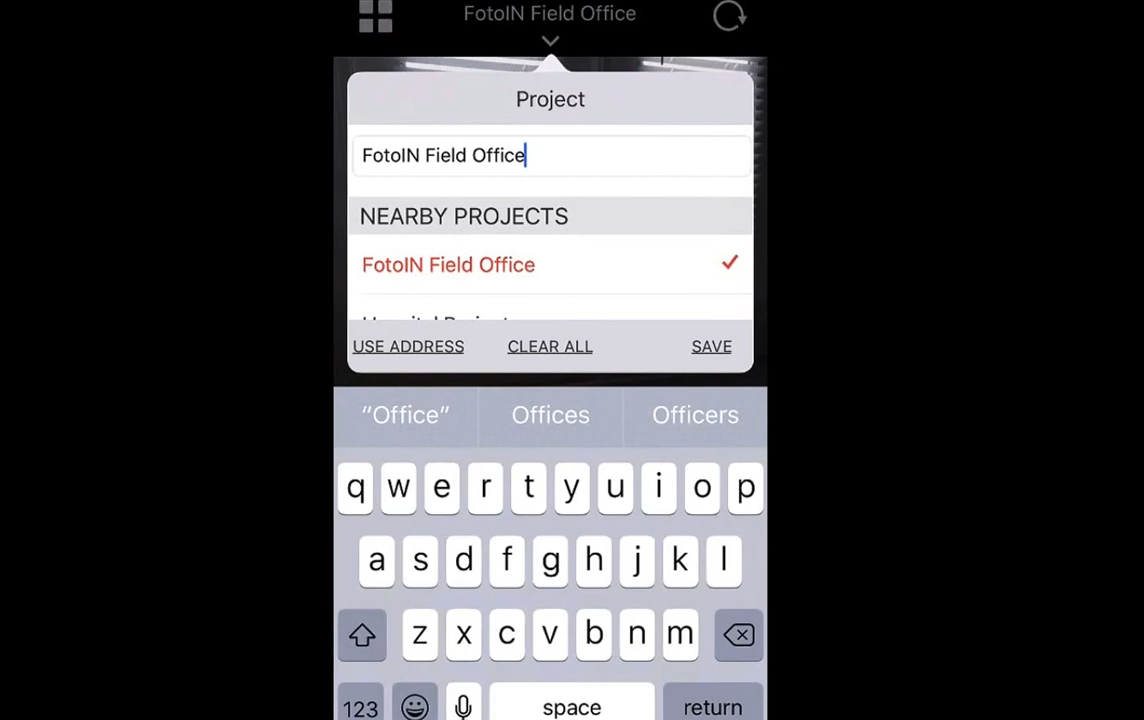 FotoIN Field Office
Project
FotoIN Field Office
NEARBY PROJECTS
FotoIN Field Office
USE ADDRESS CLEAR ALL SAVE
“Office” Offices Officers
q w e r t y u i o p
a s d f g h j k l
z x c v b n m
123 space return